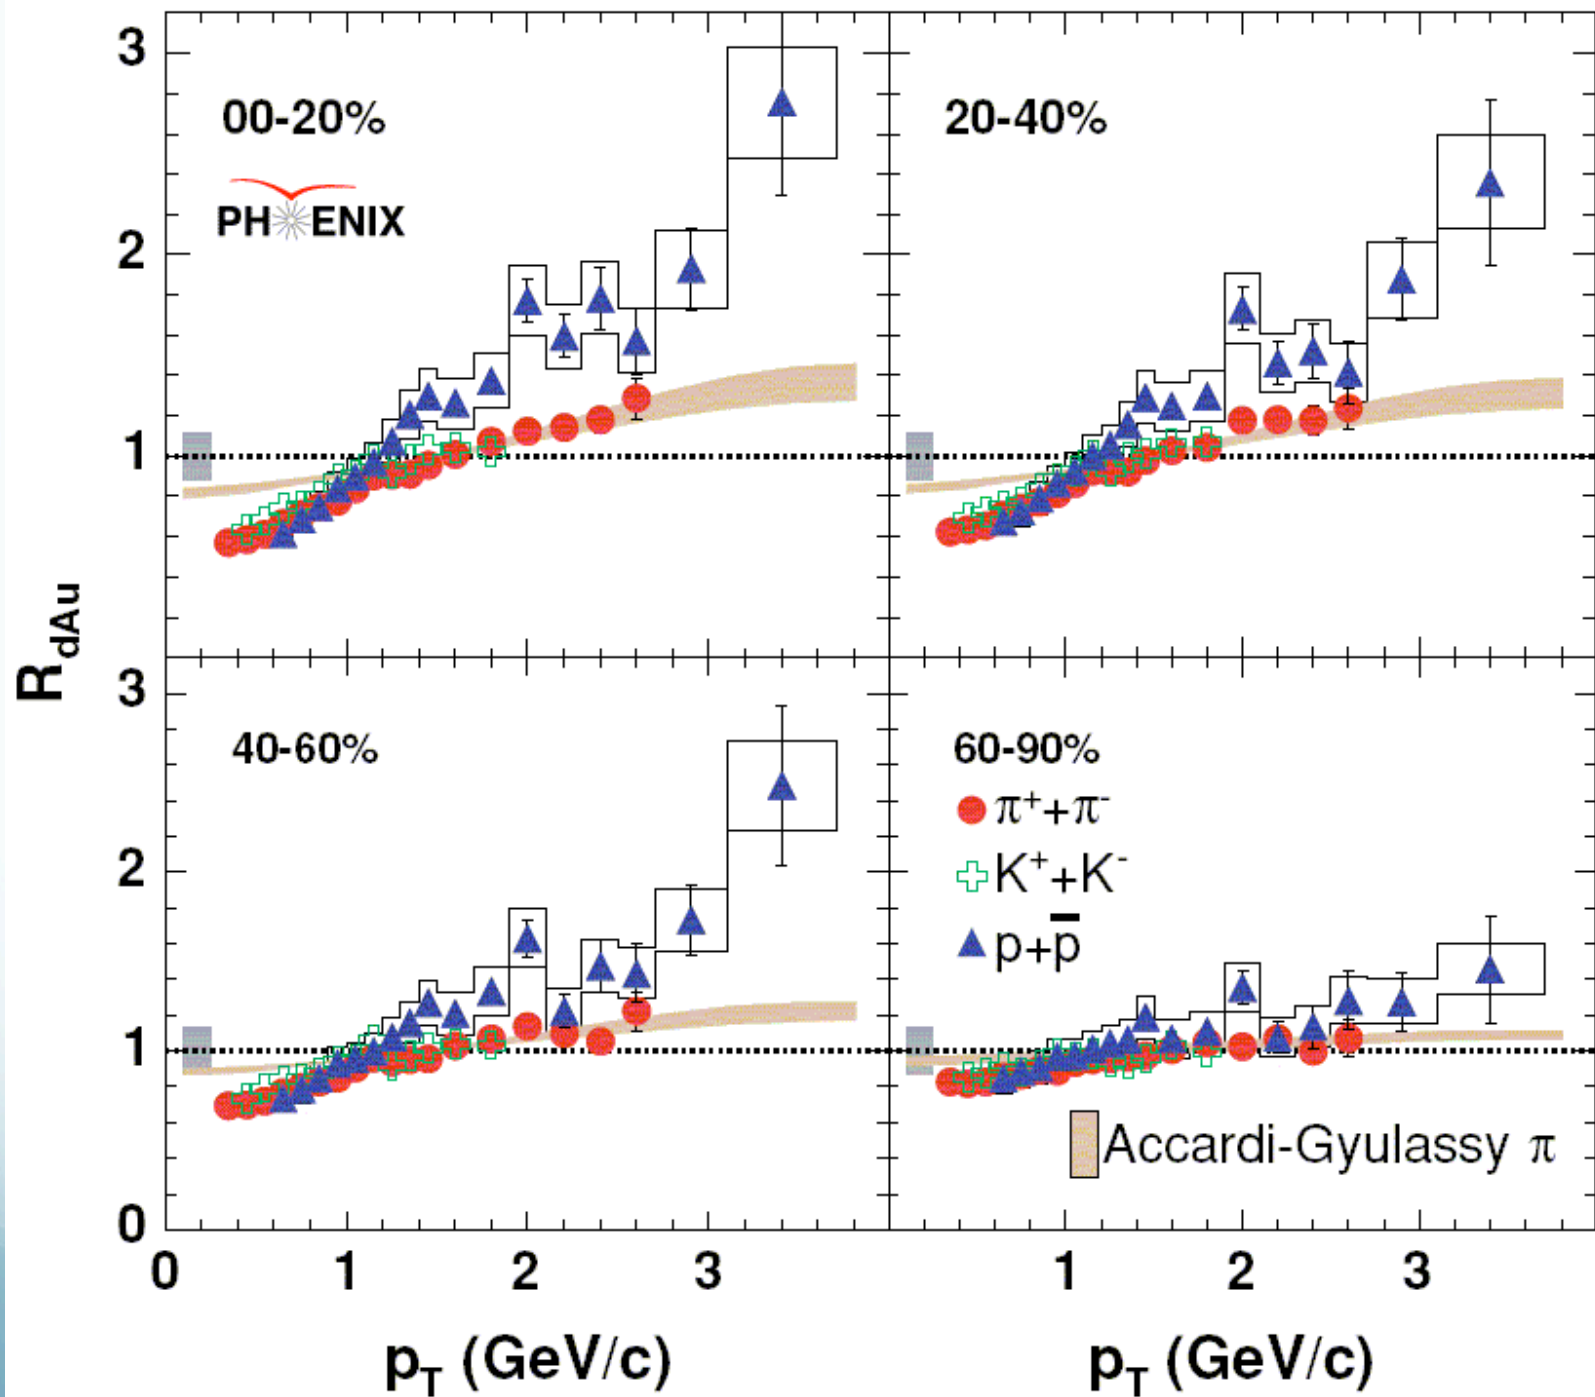 3
00-20%
20-40%
PHENIX
2
1
R_dAu
3
40-60%
60-90%
π⁺+π⁻
2
K⁺+K⁻
p+p̅
1
Accardi-Gyulassy π
0
0 1 2 3
1 2 3
p_T (GeV/c)
p_T (GeV/c)